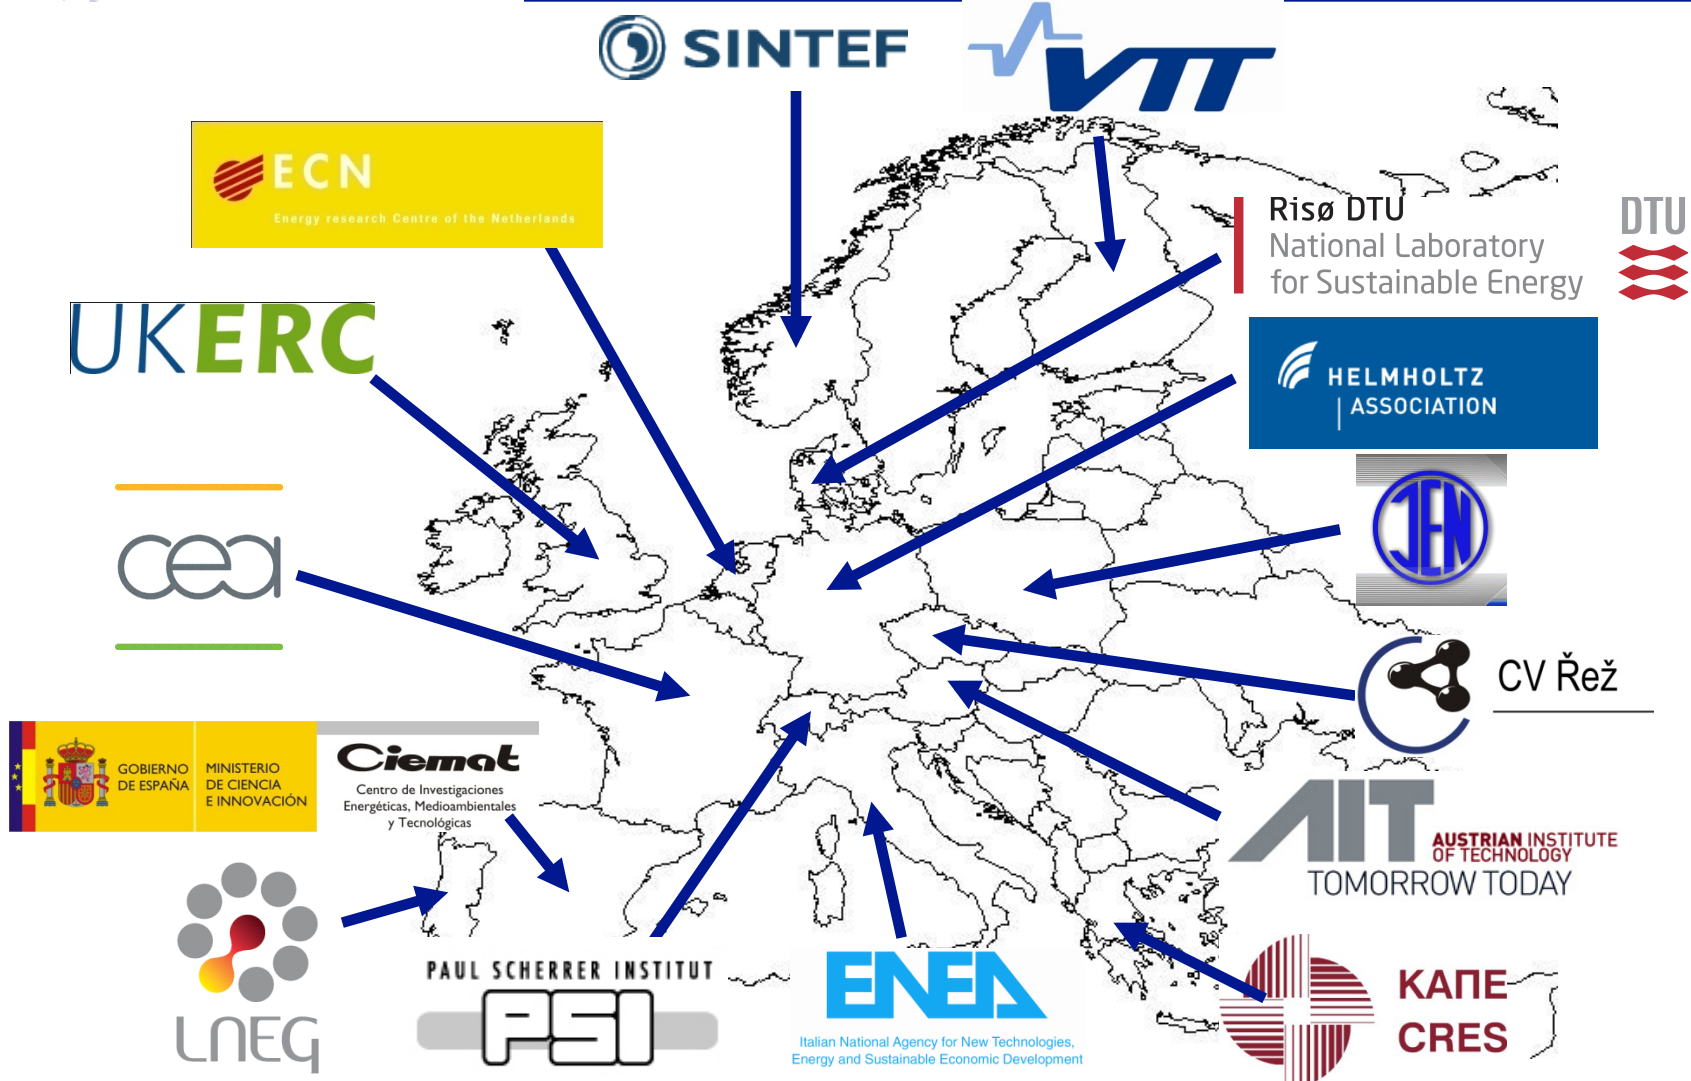 SINTEF
VTT
ECN
Energy research Centre of the Netherlands
Risø DTU
National Laboratory
for Sustainable Energy
DTU
UKERC
HELMHOLTZ
ASSOCIATION
cea
JEN
CV Řež
GOBIERNO
DE ESPAÑA
MINISTERIO
DE CIENCIA
E INNOVACIÓN
Ciemat
Centro de Investigaciones
Energéticas, Medioambientales
y Tecnológicas
AIT
AUSTRIAN INSTITUTE
OF TECHNOLOGY
TOMORROW TODAY
LNEG
PAUL SCHERRER INSTITUT
PSI
ENEA
Italian National Agency for New Technologies,
Energy and Sustainable Economic Development
ΚΑΠΕ
CRES